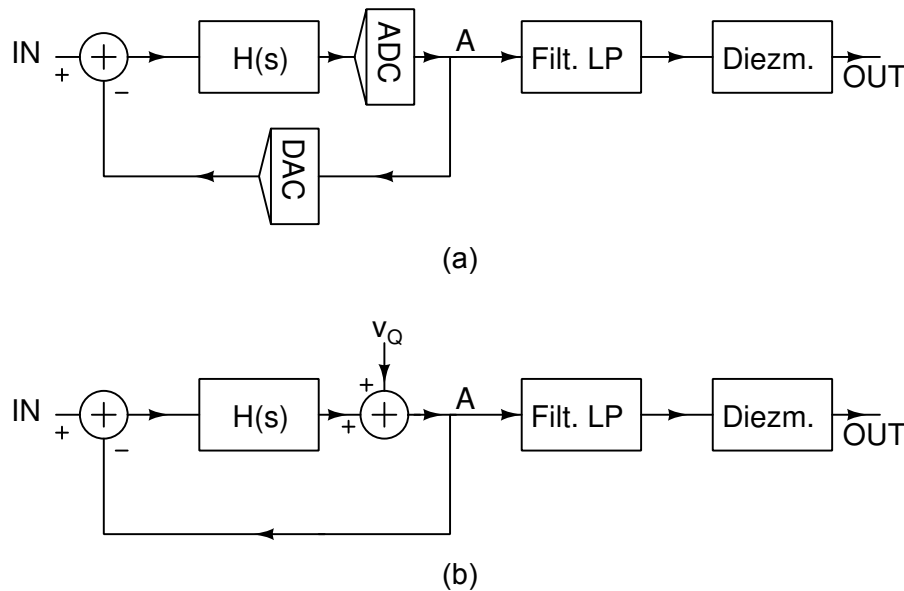 IN + − H(s) ADC A Filt. LP Diezm. OUT
DAC
(a)
v_Q
IN + − H(s) + + A Filt. LP Diezm. OUT
(b)